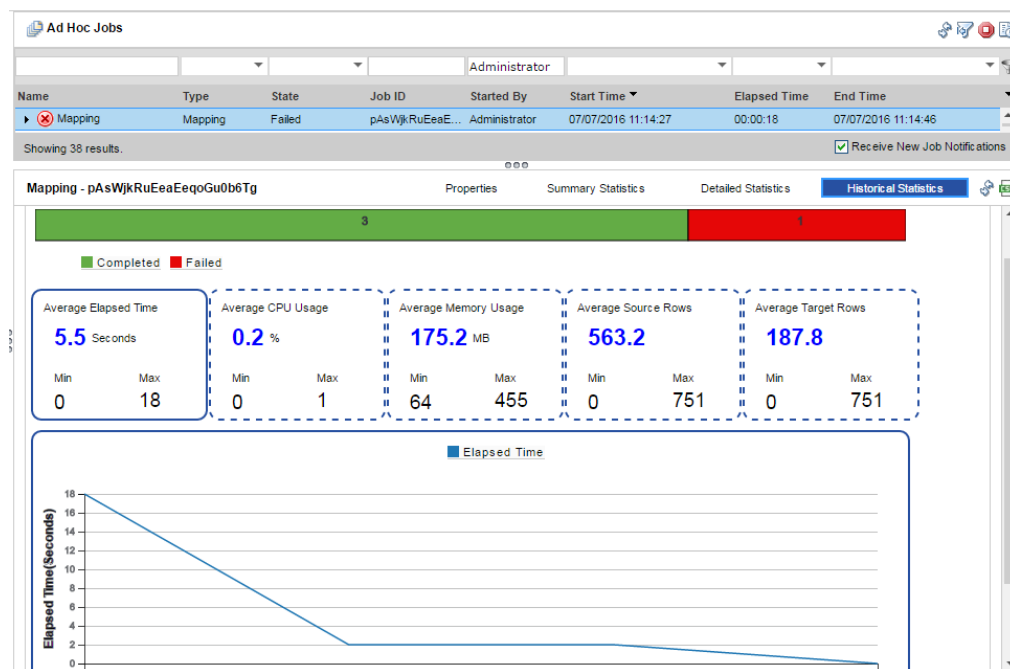 Ad Hoc Jobs
Administrator
Name Type State Job ID Started By Start Time Elapsed Time End Time
Mapping Mapping Failed pAsWjkRuEeaE... Administrator 07/07/2016 11:14:27 00:00:18 07/07/2016 11:14:46
Showing 38 results. Receive New Job Notifications
Mapping - pAsWjkRuEeaEeqoGu0b6Tg Properties Summary Statistics Detailed Statistics Historical Statistics
3 1
Completed Failed
Average Elapsed Time Average CPU Usage Average Memory Usage Average Source Rows Average Target Rows
5.5 Seconds 0.2 % 175.2 MB 563.2 187.8
Min Max Min Max Min Max Min Max Min Max
0 18 0 1 64 455 0 751 0 751
Elapsed Time
Elapsed Time(Seconds)
18
16
14
12
10
8
6
4
2
0